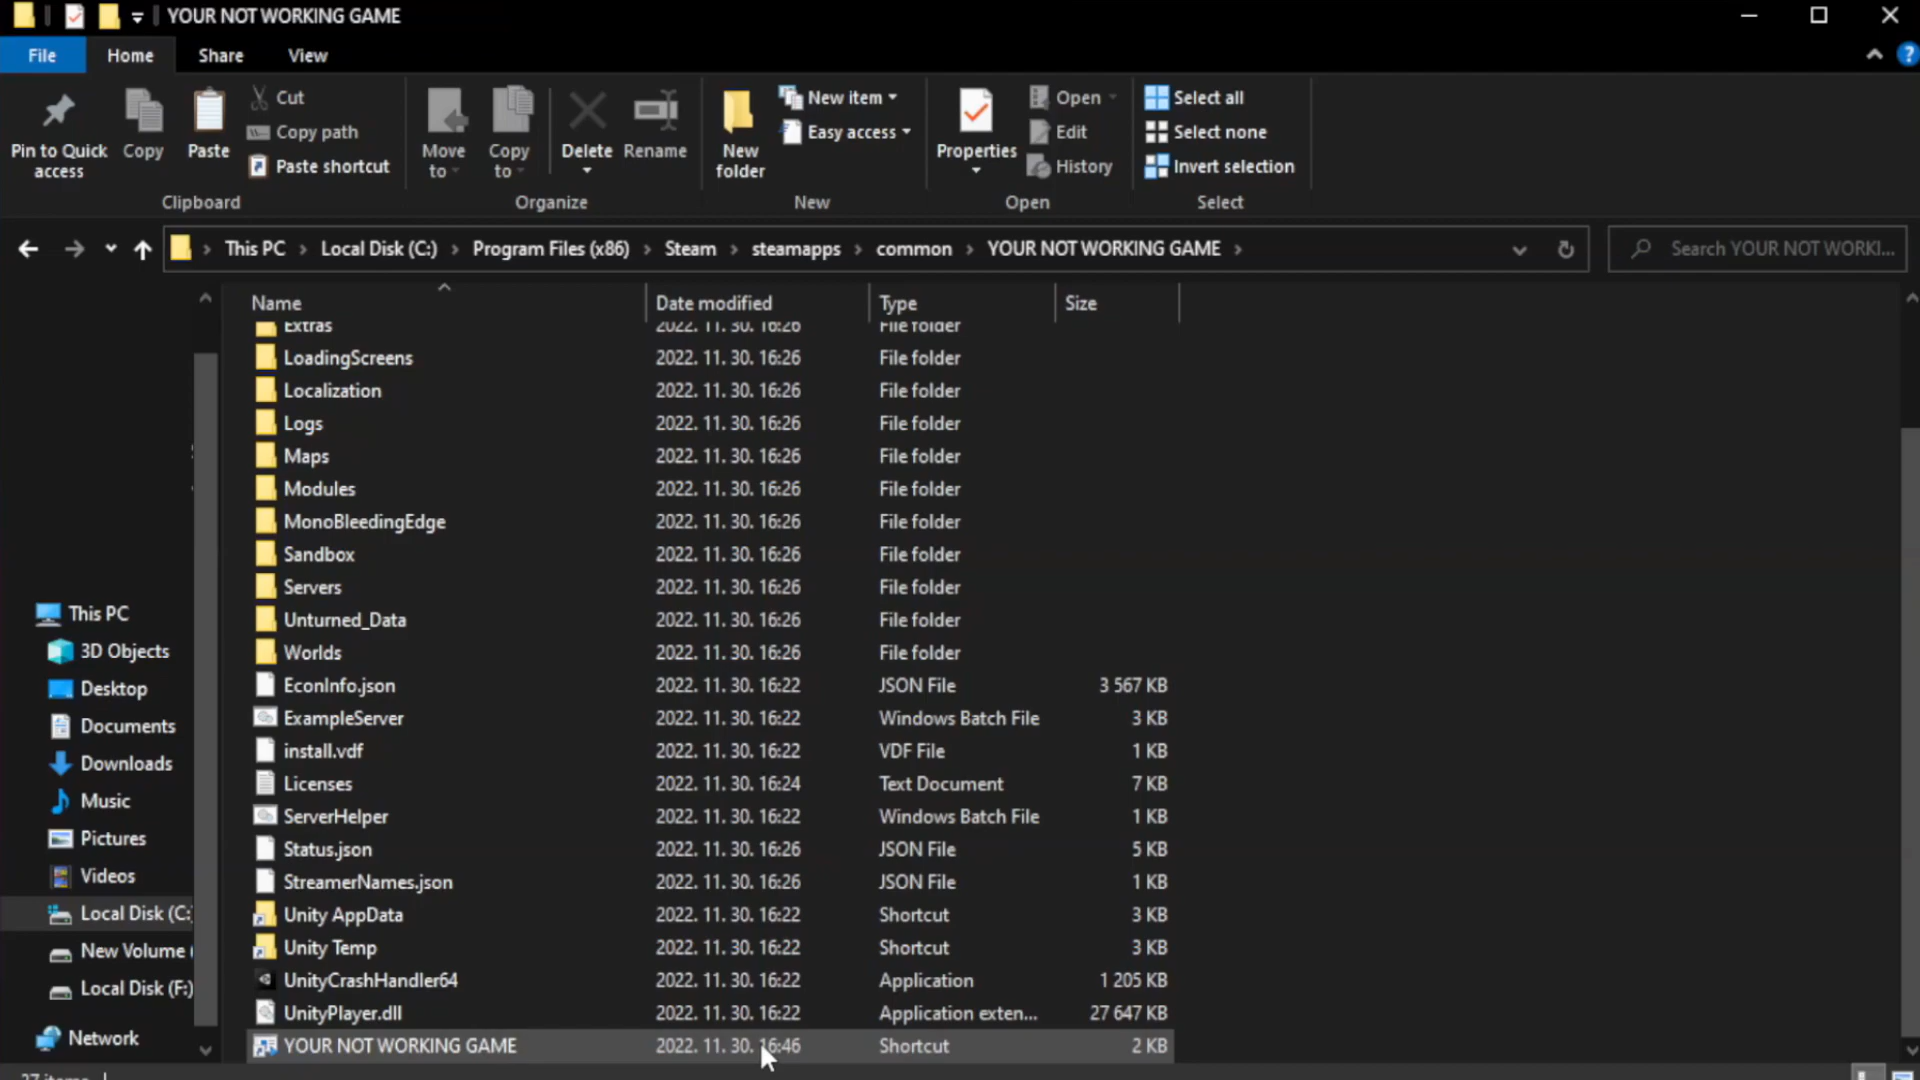 YOUR NOT WORKING GAME
File Home Share View
Pin to Quick access
Copy
Paste
Cut
Copy path
Paste shortcut
Clipboard
Move to
Copy to
Delete
Rename
Organize
New folder
New item
Easy access
New
Properties
Open
Edit
History
Open
Select all
Select none
Invert selection
Select
This PC Local Disk (C:) Program Files (x86) Steam steamapps common YOUR NOT WORKING GAME
Search YOUR NOT WORKI...
Name Date modified Type Size
Extras 2022. 11. 30. 16:26 File folder
LoadingScreens 2022. 11. 30. 16:26 File folder
Localization 2022. 11. 30. 16:26 File folder
Logs 2022. 11. 30. 16:26 File folder
Maps 2022. 11. 30. 16:26 File folder
Modules 2022. 11. 30. 16:26 File folder
MonoBleedingEdge 2022. 11. 30. 16:26 File folder
Sandbox 2022. 11. 30. 16:26 File folder
Servers 2022. 11. 30. 16:26 File folder
Unturned_Data 2022. 11. 30. 16:26 File folder
Worlds 2022. 11. 30. 16:26 File folder
EconInfo.json 2022. 11. 30. 16:22 JSON File 3 567 KB
ExampleServer 2022. 11. 30. 16:22 Windows Batch File 3 KB
install.vdf 2022. 11. 30. 16:22 VDF File 1 KB
Licenses 2022. 11. 30. 16:24 Text Document 7 KB
ServerHelper 2022. 11. 30. 16:22 Windows Batch File 1 KB
Status.json 2022. 11. 30. 16:26 JSON File 5 KB
StreamerNames.json 2022. 11. 30. 16:26 JSON File 1 KB
Unity AppData 2022. 11. 30. 16:22 Shortcut 3 KB
Unity Temp 2022. 11. 30. 16:22 Shortcut 3 KB
UnityCrashHandler64 2022. 11. 30. 16:22 Application 1 205 KB
UnityPlayer.dll 2022. 11. 30. 16:22 Application exten... 27 647 KB
YOUR NOT WORKING GAME 2022. 11. 30. 16:46 Shortcut 2 KB
This PC
3D Objects
Desktop
Documents
Downloads
Music
Pictures
Videos
Local Disk (C:)
New Volume (
Local Disk (F:)
Network